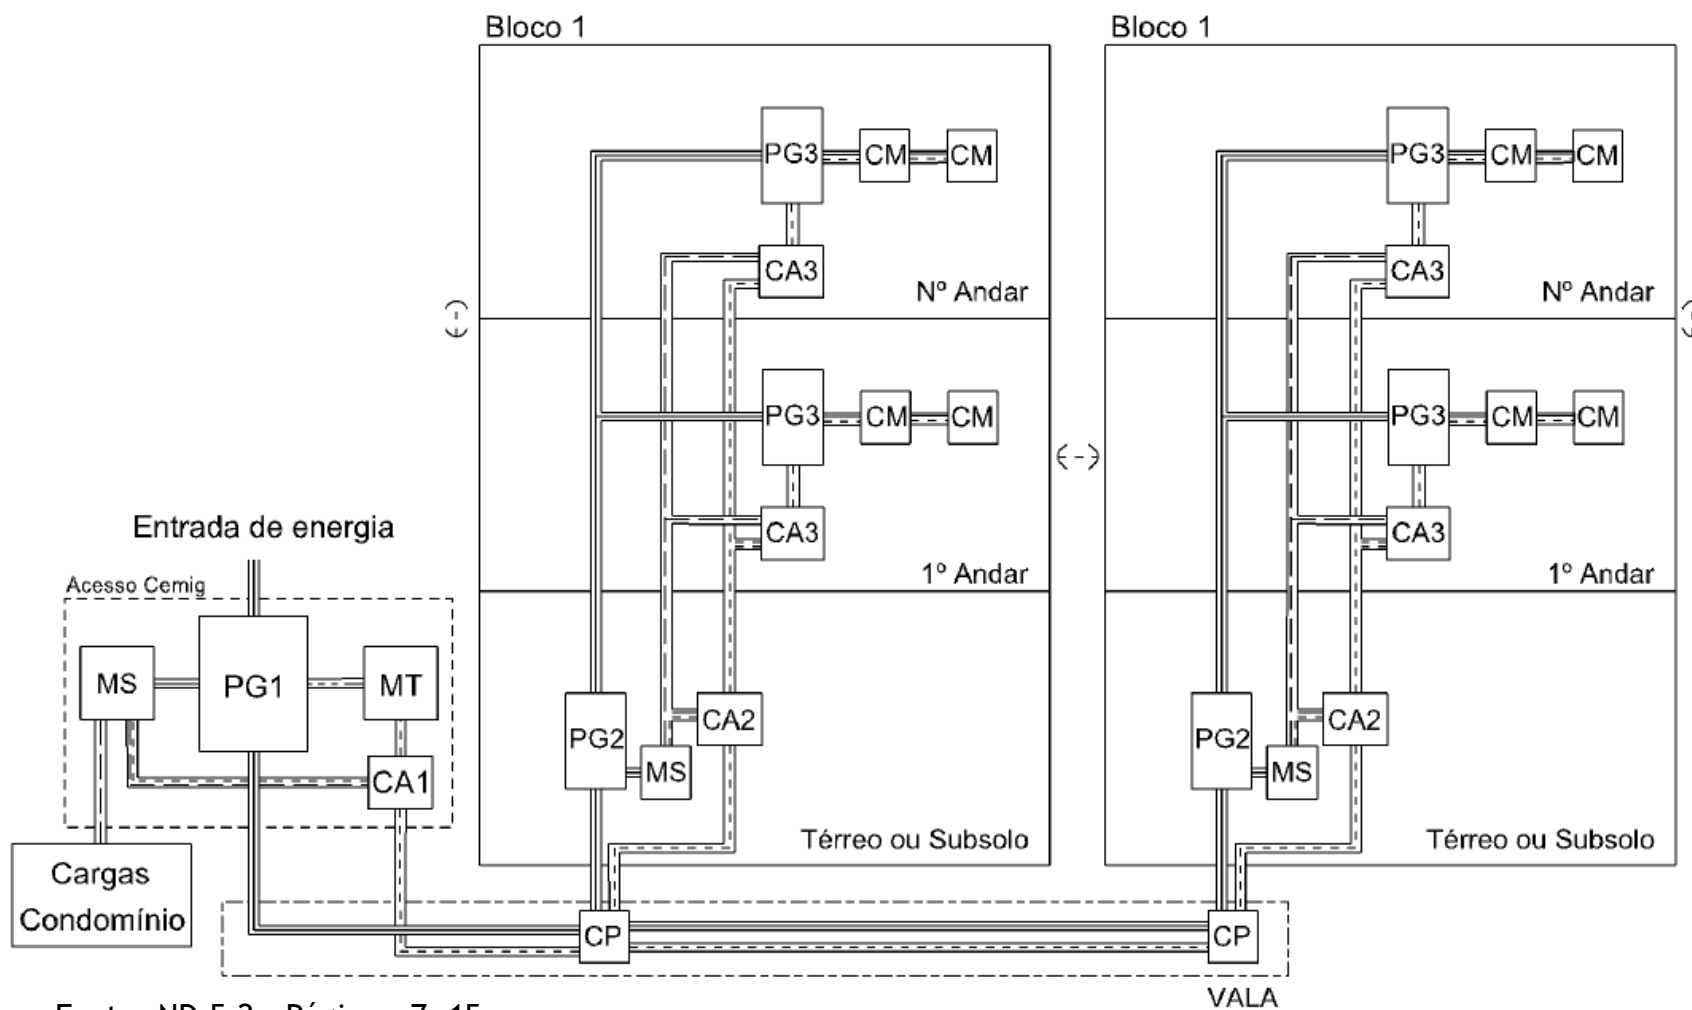 Bloco 1
Bloco 1
PG3 CM CM
PG3 CM CM
CA3
CA3
Nº Andar
Nº Andar
PG3 CM CM
PG3 CM CM
CA3
CA3
1º Andar
1º Andar
Entrada de energia
Acesso Cemig
MS PG1 MT
CA1
Cargas
Condomínio
PG2 CA2
MS
Térreo ou Subsolo
PG2 CA2
MS
Térreo ou Subsolo
CP
CP
VALA